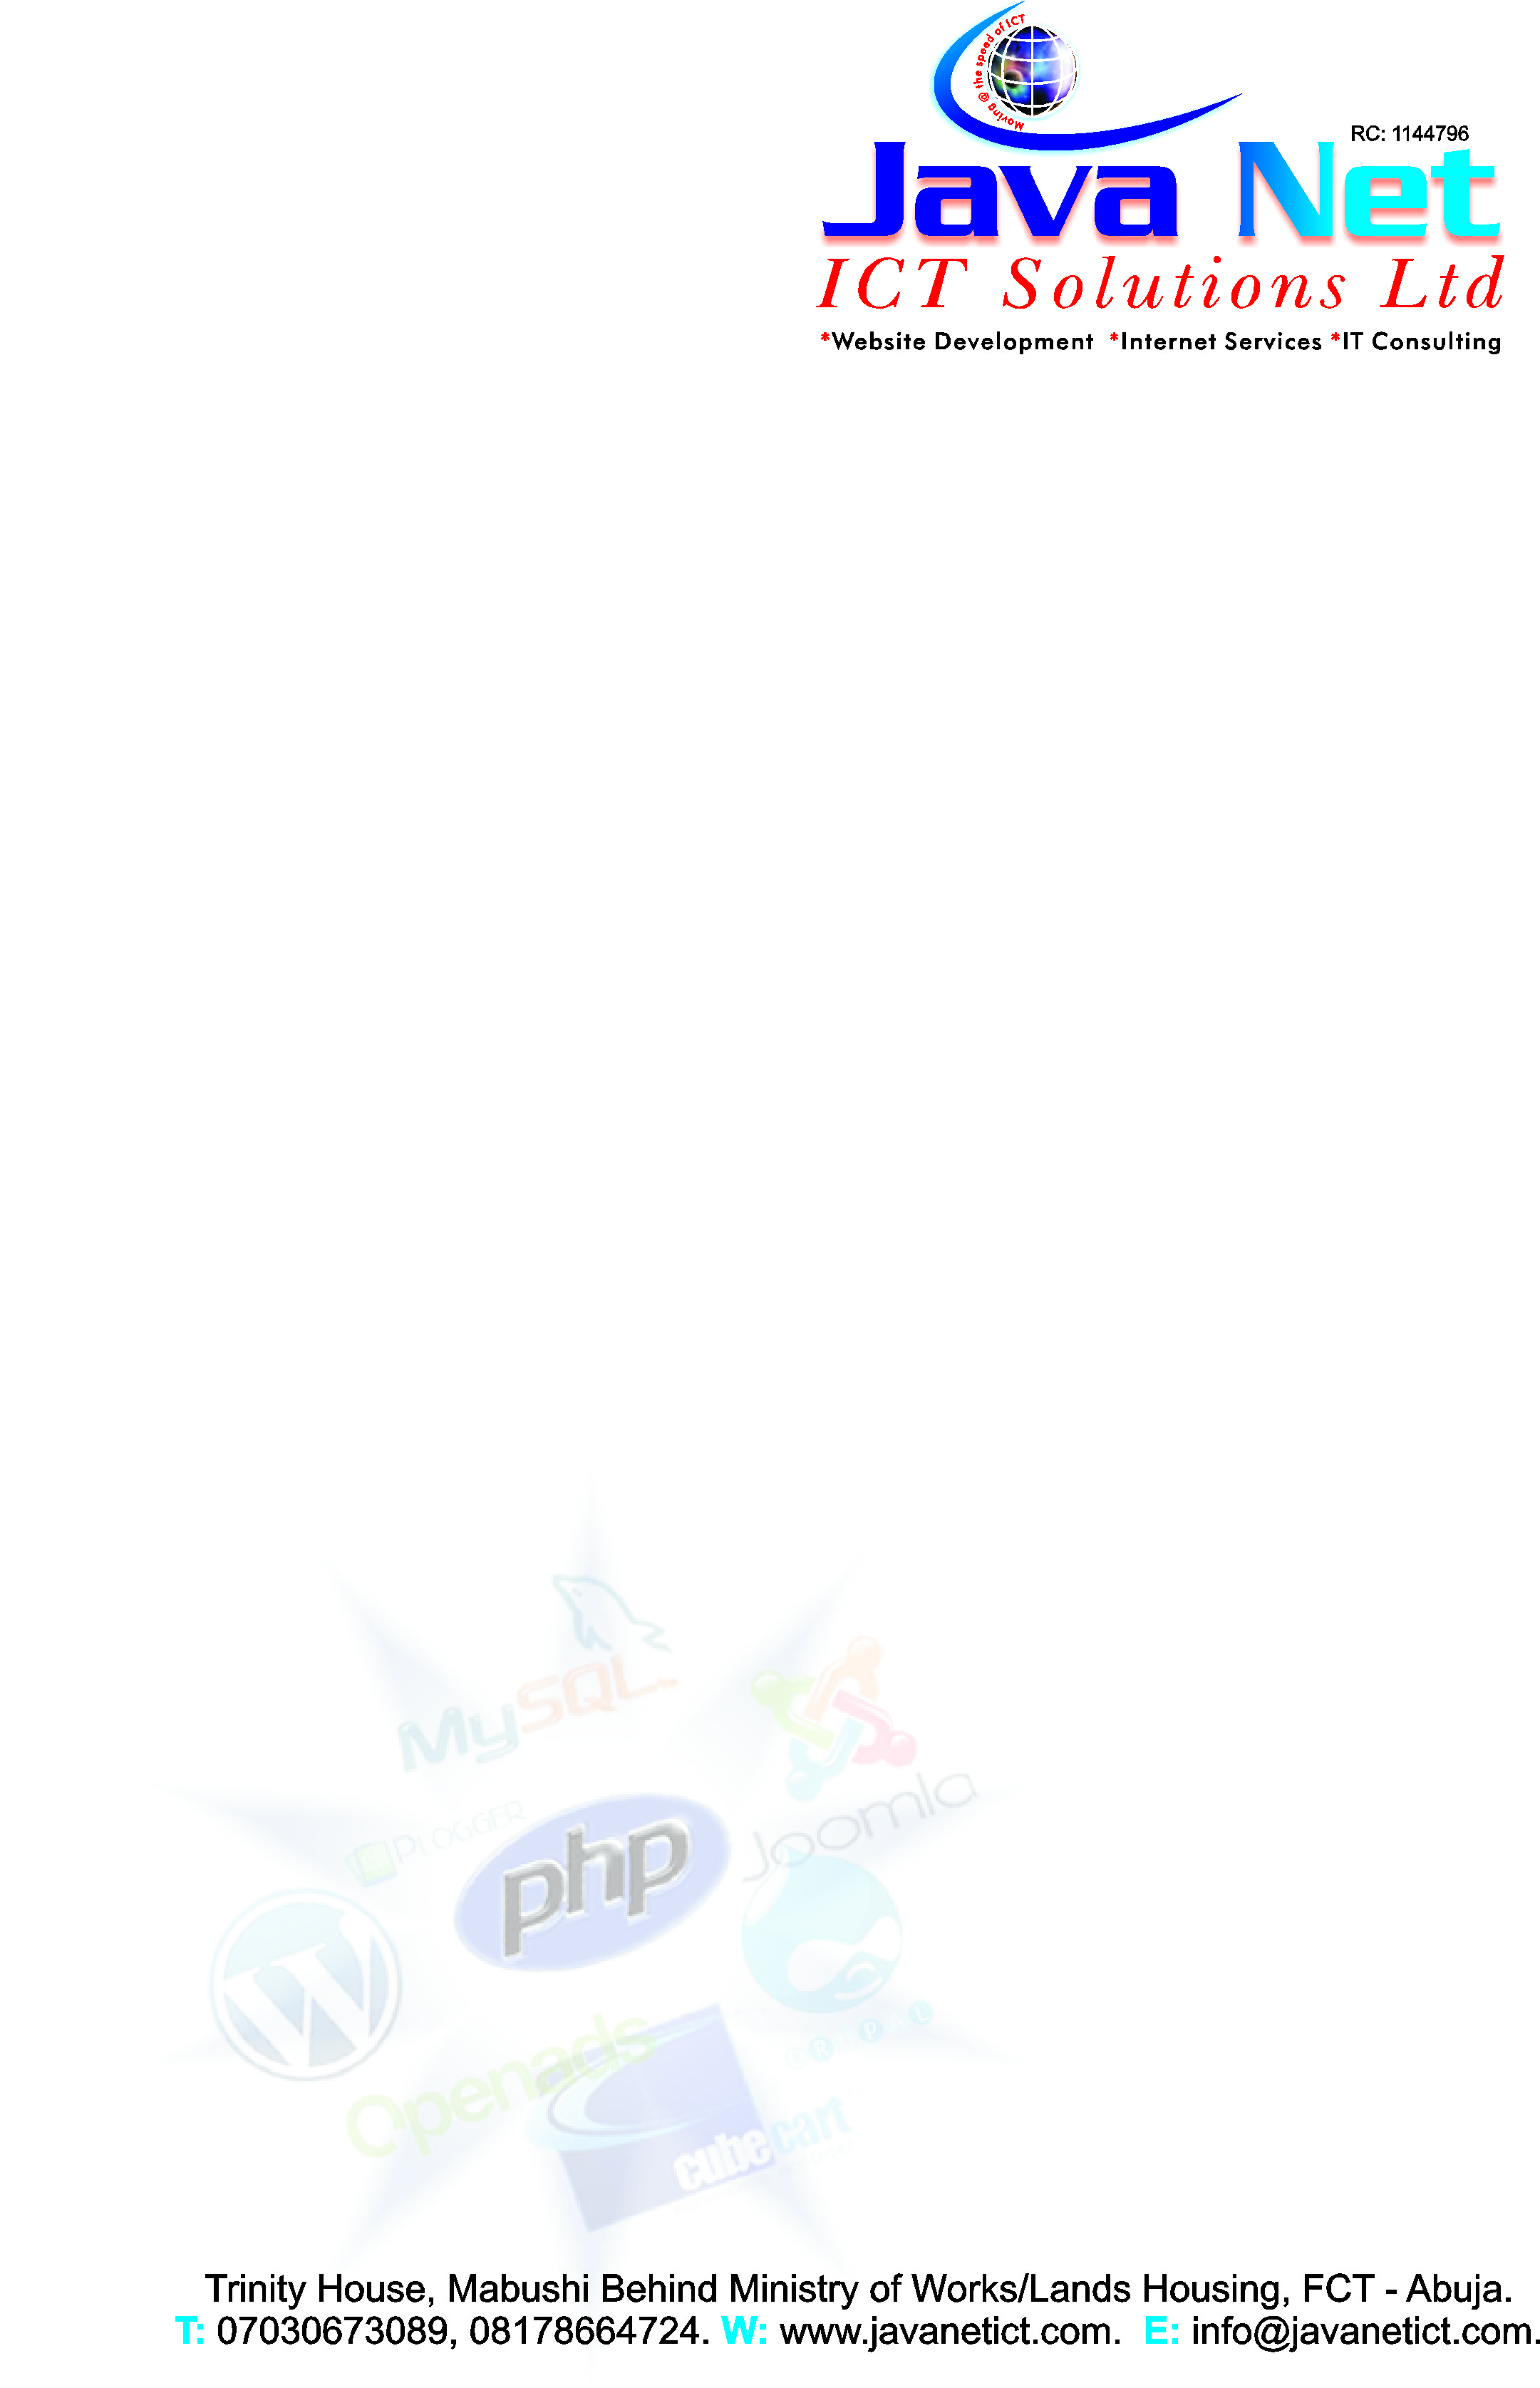 Moving @ the speed of ICT
RC: 1144796
Java Net
ICT Solutions Ltd
*Website Development *Internet Services *IT Consulting
MySQL
Joomla
PLOGGER
php
W
DRUPAL
Openads
cubecart
Trinity House, Mabushi Behind Ministry of Works/Lands Housing, FCT - Abuja.
T: 07030673089, 08178664724. W: www.javanetict.com. E: info@javanetict.com.